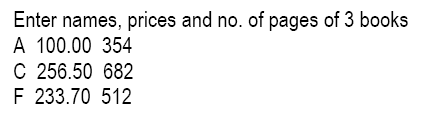 Enter names, prices and no. of pages of 3 books
A 100.00 354
C 256.50 682
F 233.70 512